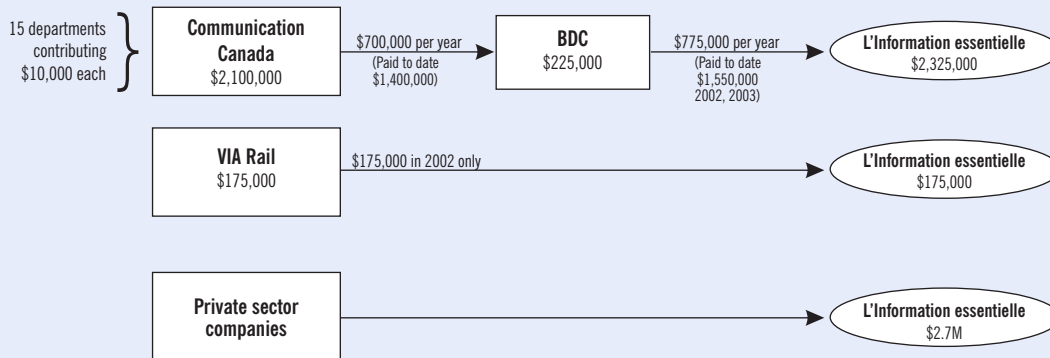 15 departments
contributing
$10,000 each
Communication
Canada
$2,100,000
$700,000 per year
(Paid to date
$1,400,000)
BDC
$225,000
$775,000 per year
(Paid to date
$1,550,000
2002, 2003)
L'Information essentielle
$2,325,000
VIA Rail
$175,000
$175,000 in 2002 only
L'Information essentielle
$175,000
Private sector
companies
L'Information essentielle
$2.7M